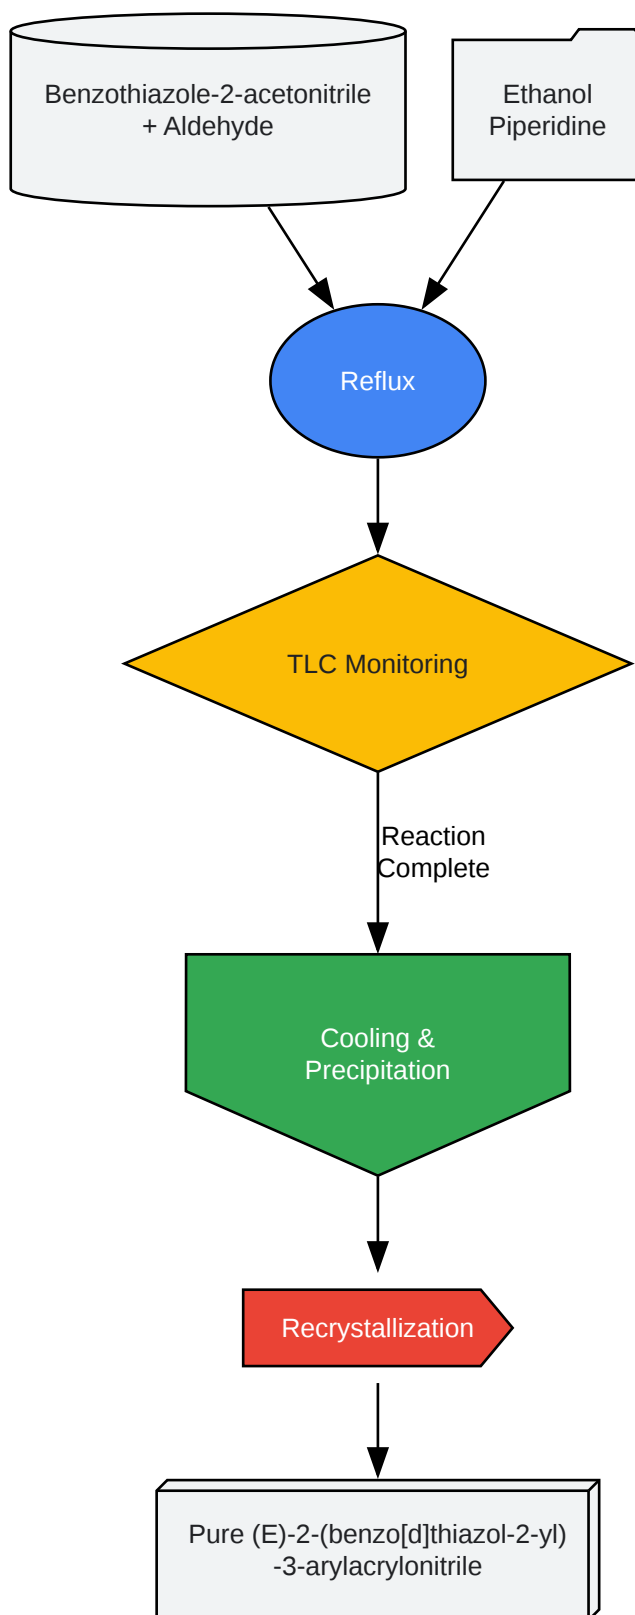 Benzothiazole-2-acetonitrile
+ Aldehyde
Ethanol
Piperidine
Reflux
TLC Monitoring
Reaction
Complete
Cooling &
Precipitation
Recrystallization
Pure (E)-2-(benzo[d]thiazol-2-yl)
-3-arylacrylonitrile